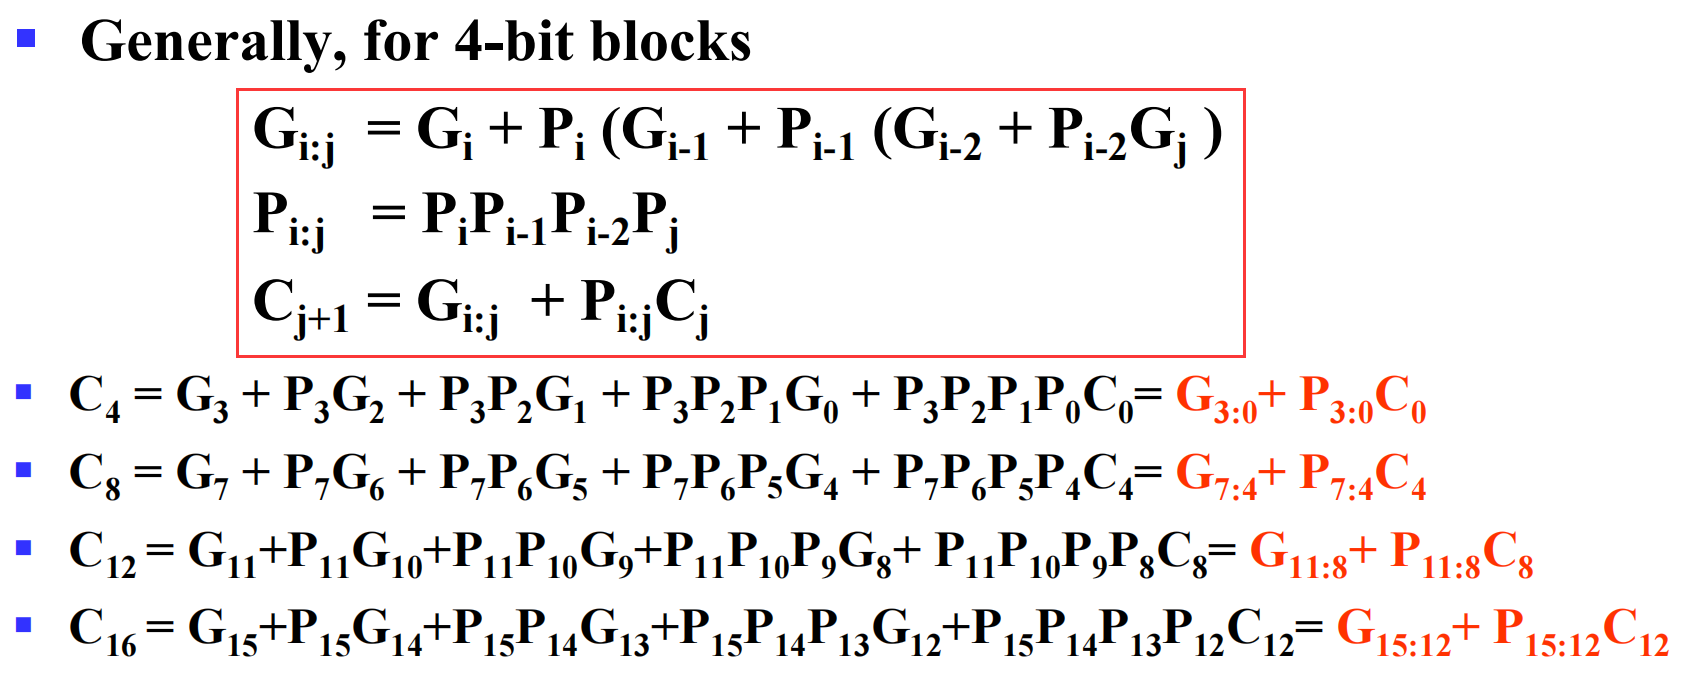 ▪ Generally, for 4-bit blocks
G_{i:j} = G_i + P_i (G_{i-1} + P_{i-1} (G_{i-2} + P_{i-2}G_j )
P_{i:j} = P_iP_{i-1}P_{i-2}P_j
C_{j+1} = G_{i:j} + P_{i:j}C_j
▪ C_4 = G_3 + P_3G_2 + P_3P_2G_1 + P_3P_2P_1G_0 + P_3P_2P_1P_0C_0= G_{3:0}+ P_{3:0}C_0
▪ C_8 = G_7 + P_7G_6 + P_7P_6G_5 + P_7P_6P_5G_4 + P_7P_6P_5P_4C_4= G_{7:4}+ P_{7:4}C_4
▪ C_{12} = G_{11}+P_{11}G_{10}+P_{11}P_{10}G_9+P_{11}P_{10}P_9G_8+ P_{11}P_{10}P_9P_8C_8= G_{11:8}+ P_{11:8}C_8
▪ C_{16} = G_{15}+P_{15}G_{14}+P_{15}P_{14}G_{13}+P_{15}P_{14}P_{13}G_{12}+P_{15}P_{14}P_{13}P_{12}C_{12}= G_{15:12}+ P_{15:12}C_{12}